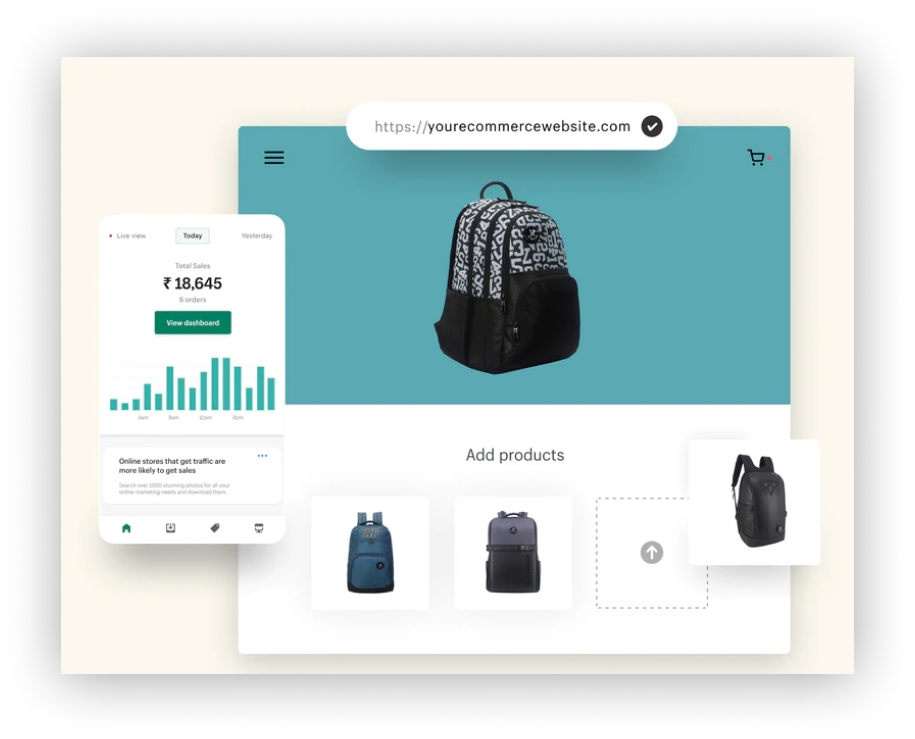 https://yourecommercewebsite.com
Live view
Today
Yesterday
Total Sales
₹ 18,645
6 orders
View dashboard
4am 8am 12pm 8pm
Online stores that get traffic are
more likely to get sales
Search over 1000 stunning photos for all your
online marketing needs and download them.
Add products